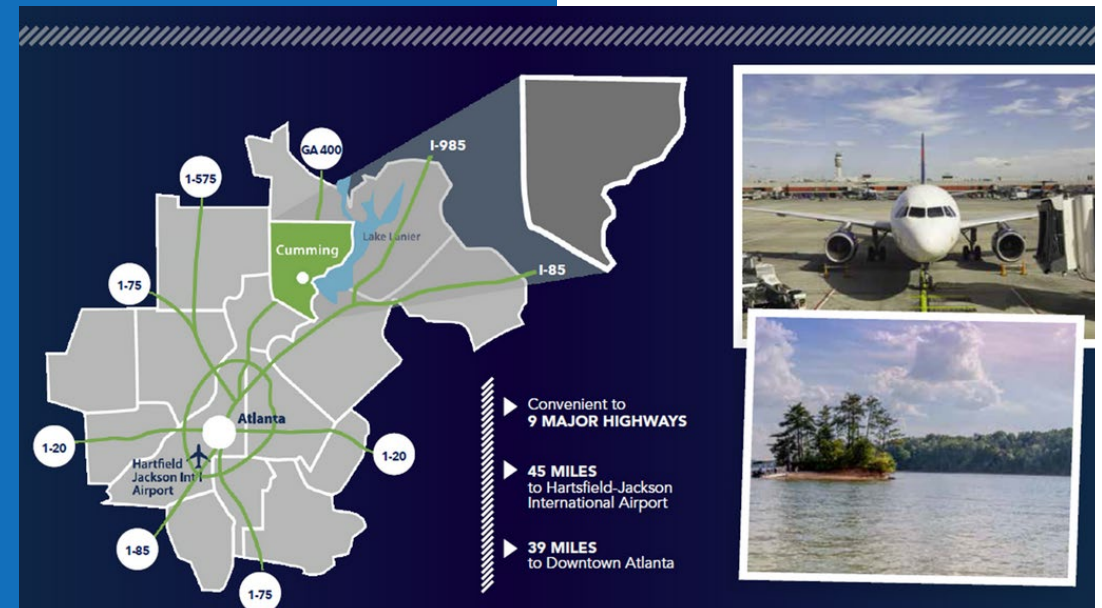 GA 400
I-985
1-575
Lake Lanier
Cumming
I-85
1-75
Atlanta
1-20
1-20
Hartfield
Jackson Int'l
Airport
1-85
1-75
Convenient to
9 MAJOR HIGHWAYS
45 MILES
to Hartsfield-Jackson
International Airport
39 MILES
to Downtown Atlanta